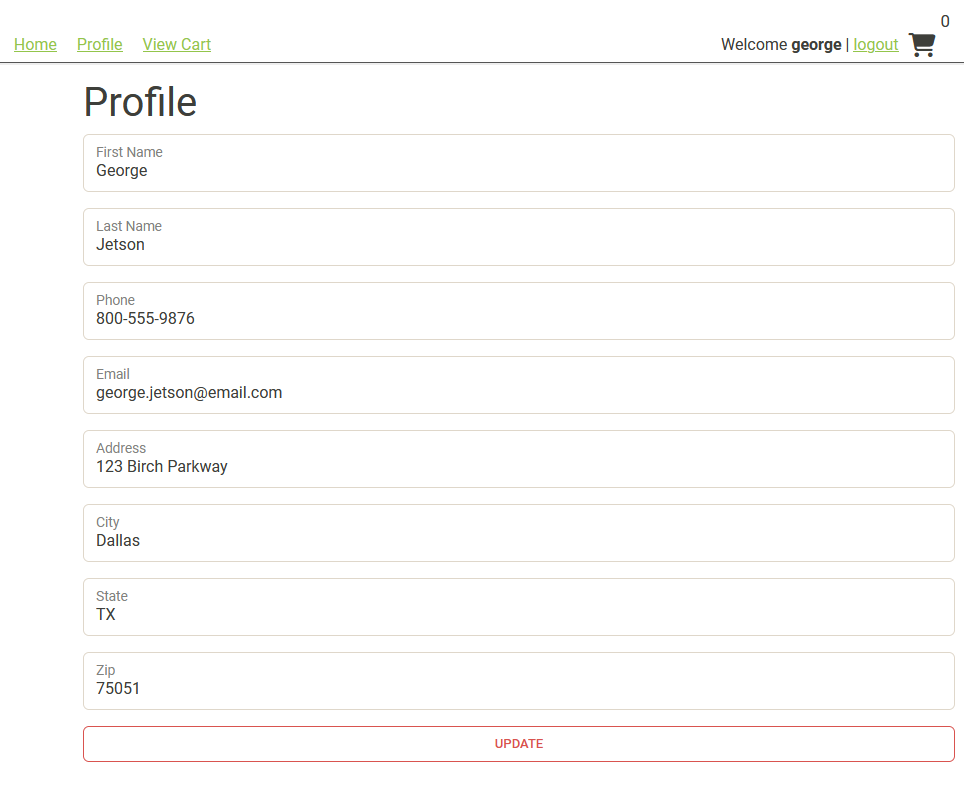 0
Home Profile View Cart Welcome george | logout
Profile
First Name
George
Last Name
Jetson
Phone
800-555-9876
Email
george.jetson@email.com
Address
123 Birch Parkway
City
Dallas
State
TX
Zip
75051
UPDATE